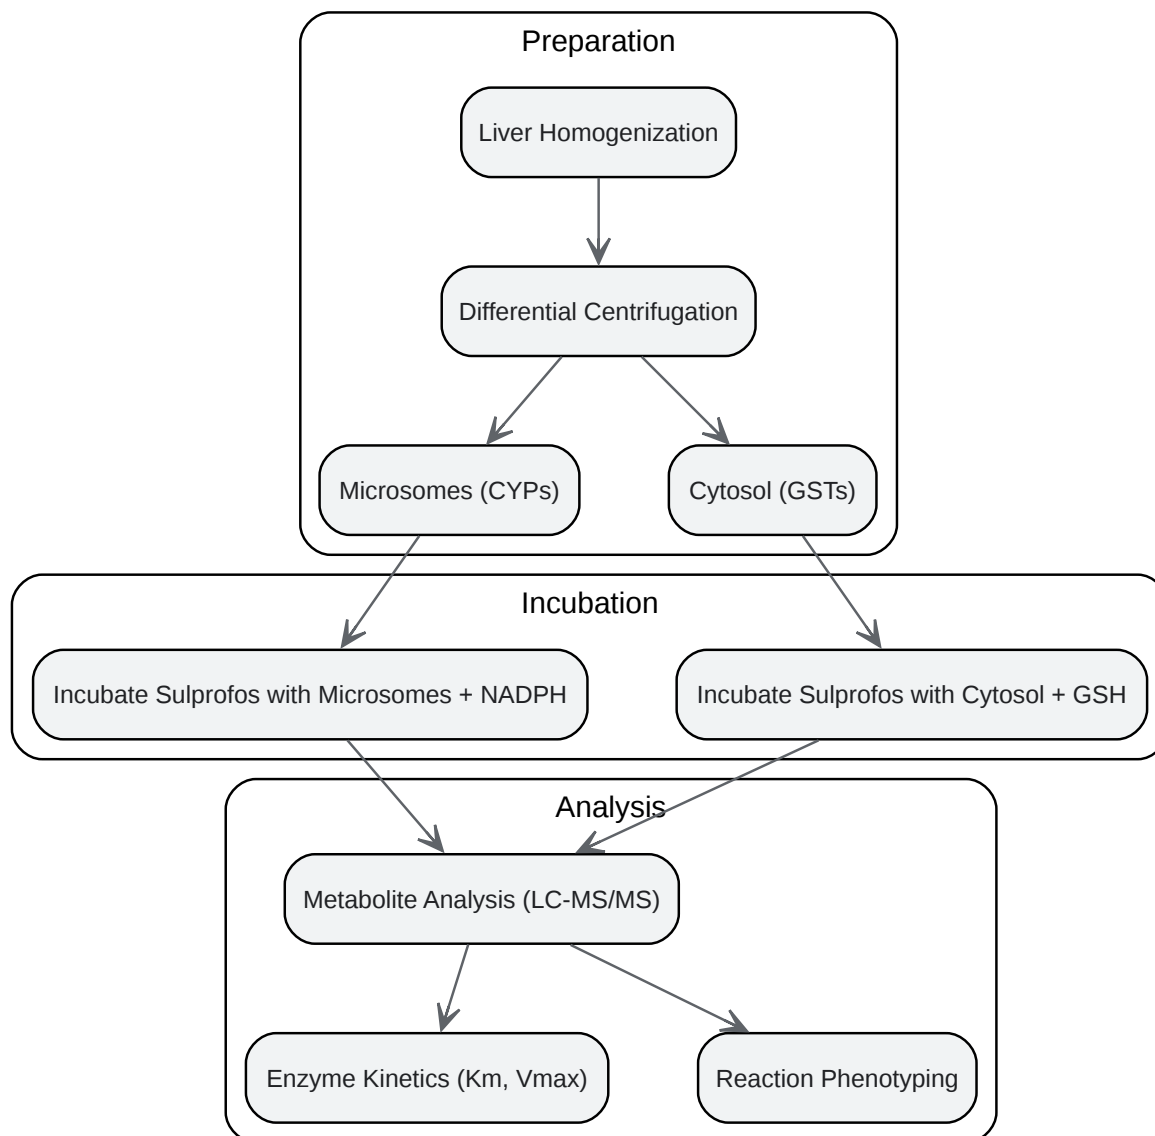 Preparation
Liver Homogenization
Differential Centrifugation
Microsomes (CYPs)
Cytosol (GSTs)
Incubation
Incubate Sulprofos with Microsomes + NADPH
Incubate Sulprofos with Cytosol + GSH
Analysis
Metabolite Analysis (LC-MS/MS)
Enzyme Kinetics (Km, Vmax)
Reaction Phenotyping